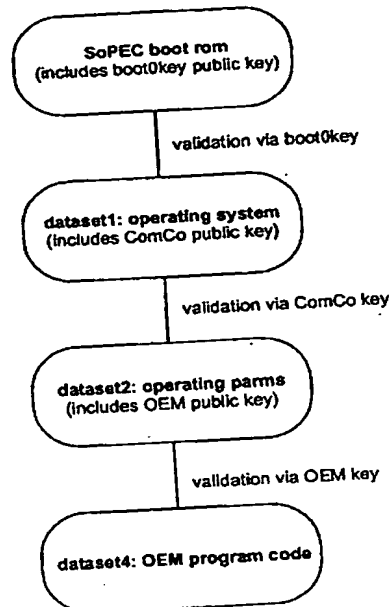 SoPEC boot rom
(includes boot0key public key)
validation via boot0key
dataset1: operating system
(includes ComCo public key)
validation via ComCo key
dataset2: operating parms
(includes OEM public key)
validation via OEM key
dataset4: OEM program code